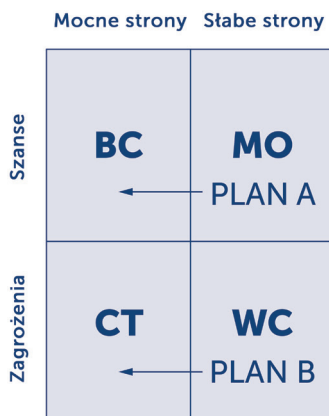 Mocne strony Słabe strony
Szanse
BC MO
PLAN A
Zagrożenia
CT WC
PLAN B